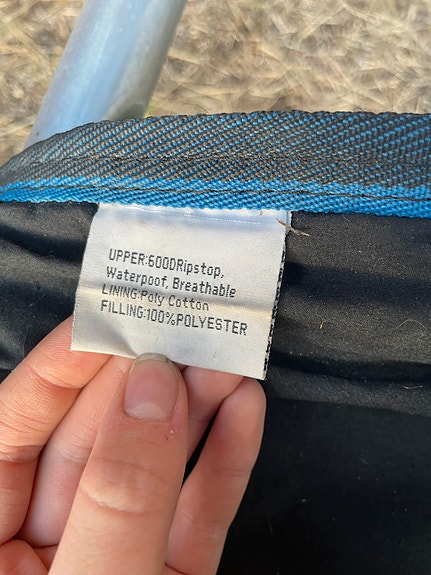 UPPER:600DRipstop,
Waterpoof, Breathable
LINING:Poly Cotton
FILLING:100%POLYESTER